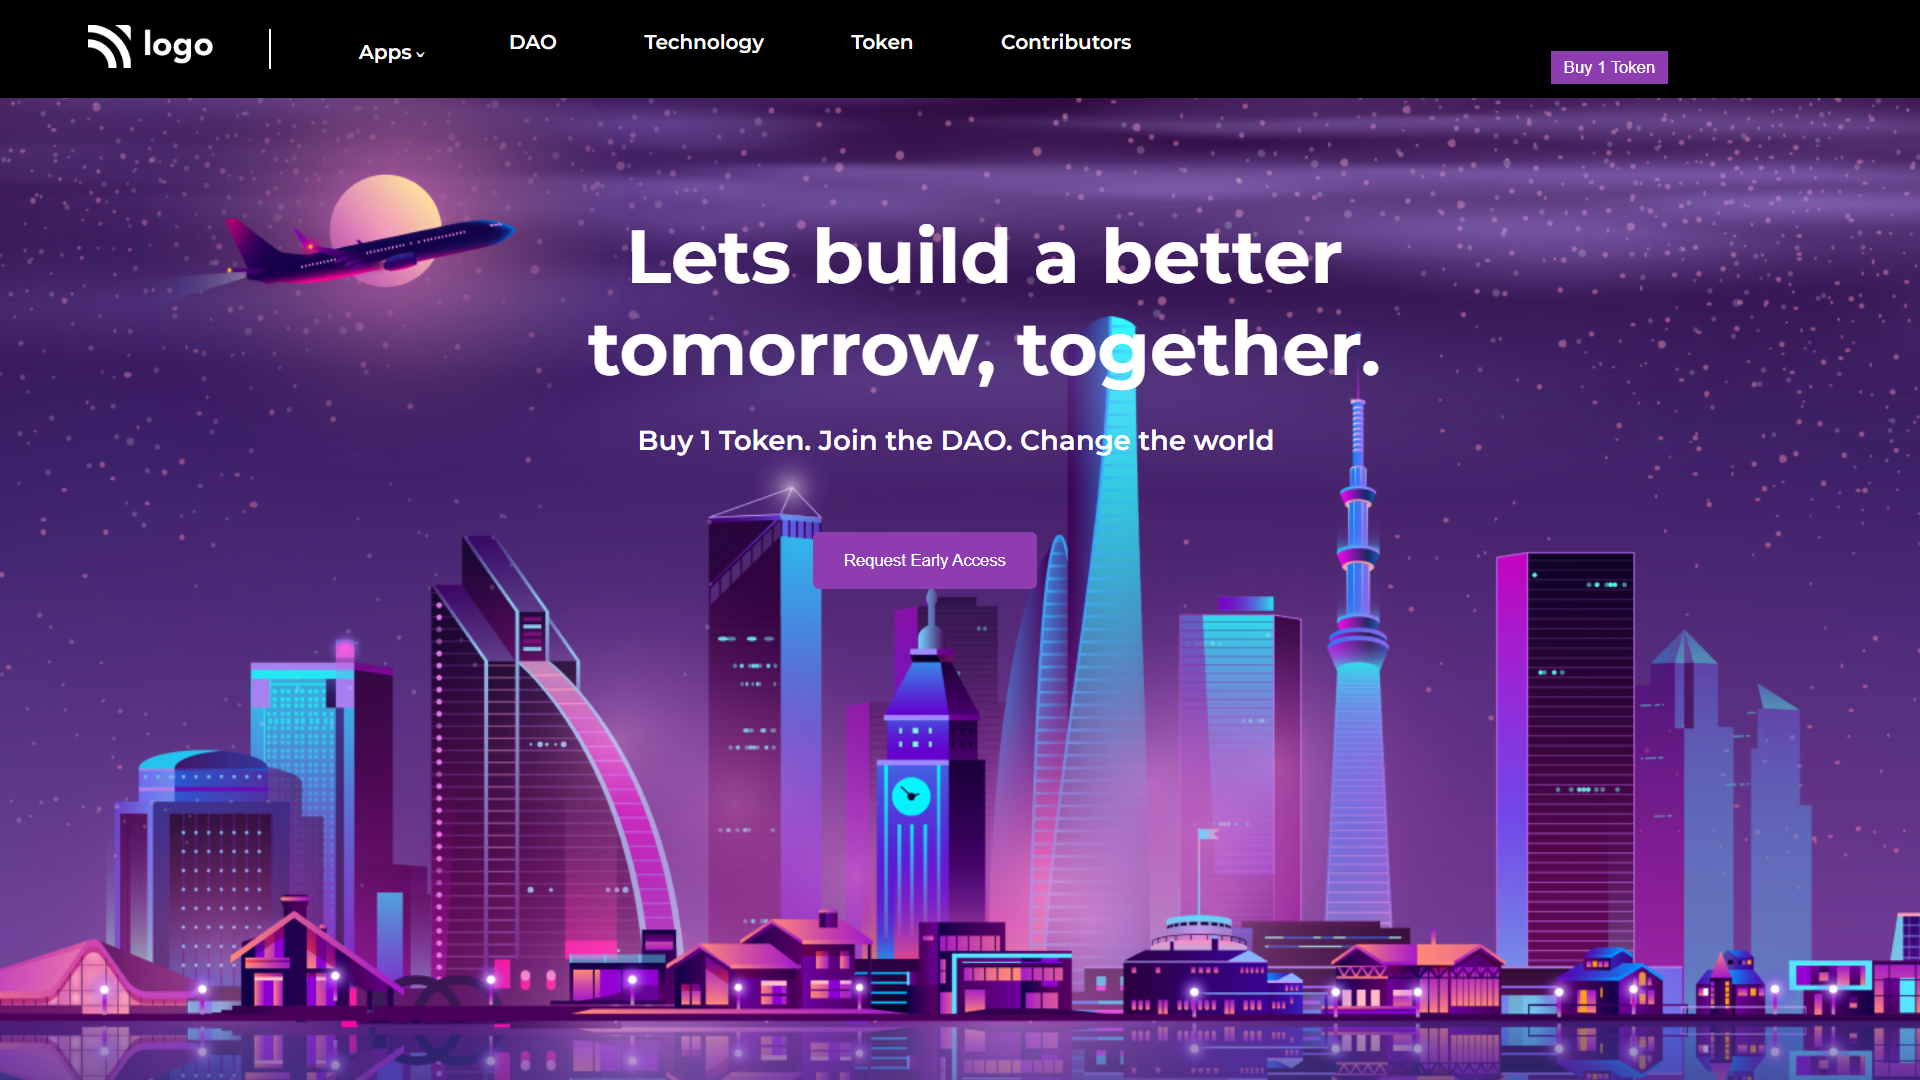 logo
Apps
DAO
Technology
Token
Contributors
Buy 1 Token
Lets build a better
tomorrow, together.
Buy 1 Token. Join the DAO. Change the world
Request Early Access